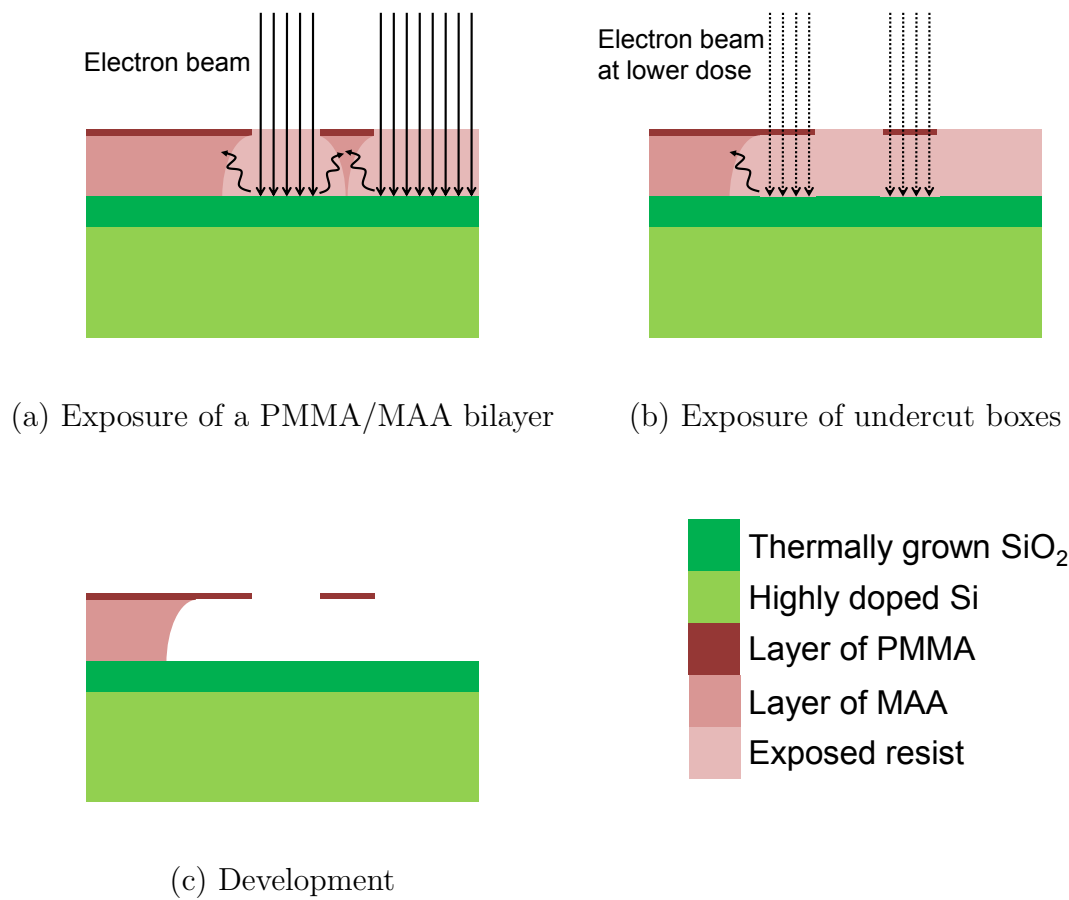 Electron beam
Electron beam
at lower dose
(a) Exposure of a PMMA/MAA bilayer
(b) Exposure of undercut boxes
Thermally grown SiO₂
Highly doped Si
Layer of PMMA
Layer of MAA
Exposed resist
(c) Development